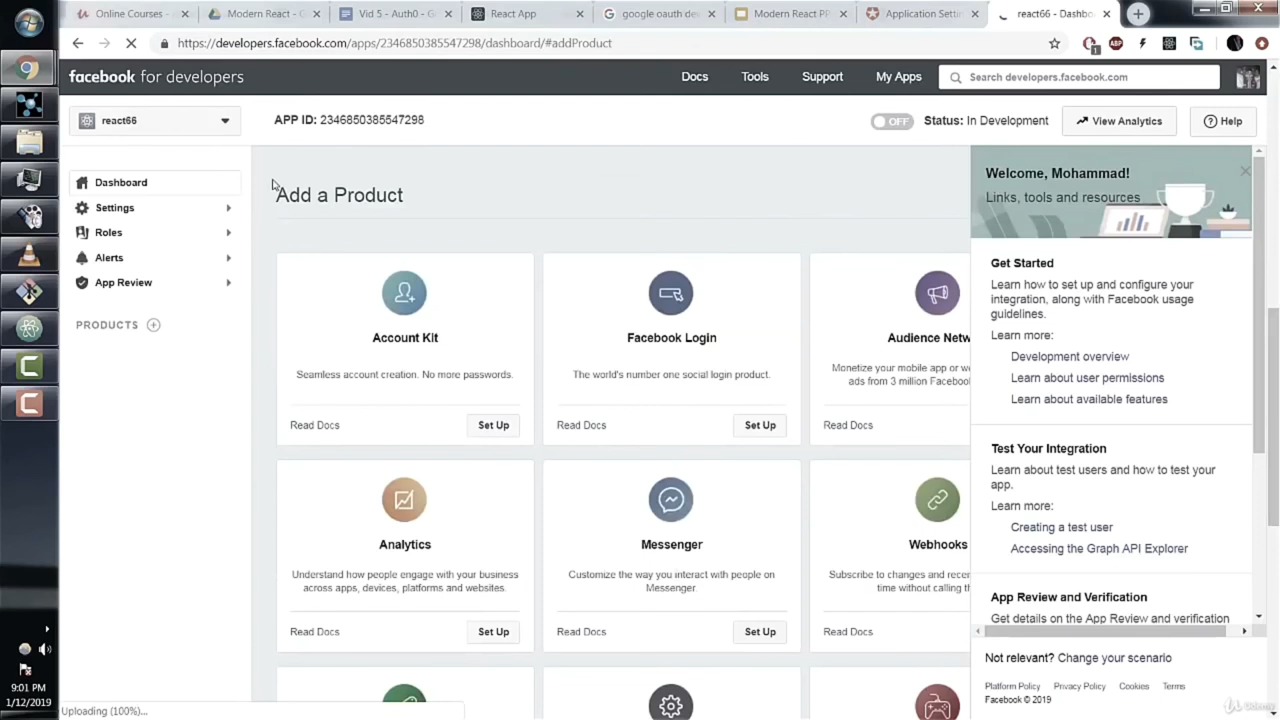 Online Courses -
Modern React - G
Vid 5 - Auth0 - G
React App
google oauth dev
Modern React PP
Application Setti
react66 - Dashbo
https://developers.facebook.com/apps/2346850385547298/dashboard/#addProduct
ABP
1
facebook for developers
Docs
Tools
Support
My Apps
Search developers.facebook.com
react66
APP ID: 2346850385547298
OFF
Status: In Development
View Analytics
Help
Dashboard
Settings
Roles
Alerts
App Review
PRODUCTS
Add a Product
Account Kit
Seamless account creation. No more passwords.
Read Docs
Set Up
Facebook Login
The world's number one social login product.
Read Docs
Set Up
Audience Netw
Monetize your mobile app or we
ads from 3 million Facebo
Read Docs
Analytics
Understand how people engage with your business
across apps, devices, platforms and websites.
Read Docs
Set Up
Messenger
Customize the way you interact with people on
Messenger.
Read Docs
Set Up
Webhooks
Subscribe to changes and rece
time without calling th
Read Docs
Welcome, Mohammad!
Links, tools and resources
Get Started
Learn how to set up and configure your
integration, along with Facebook usage
guidelines.
Learn more:
Development overview
Learn about user permissions
Learn about available features
Test Your Integration
Learn about test users and how to test your
app.
Learn more:
Creating a test user
Accessing the Graph API Explorer
App Review and Verification
Get details on the App Review and verification
Not relevant? Change your scenario
Platform Policy
Privacy Policy
Cookies
Terms
Facebook © 2019
Uploading (100%)...
9:01 PM
1/12/2019
Udemy